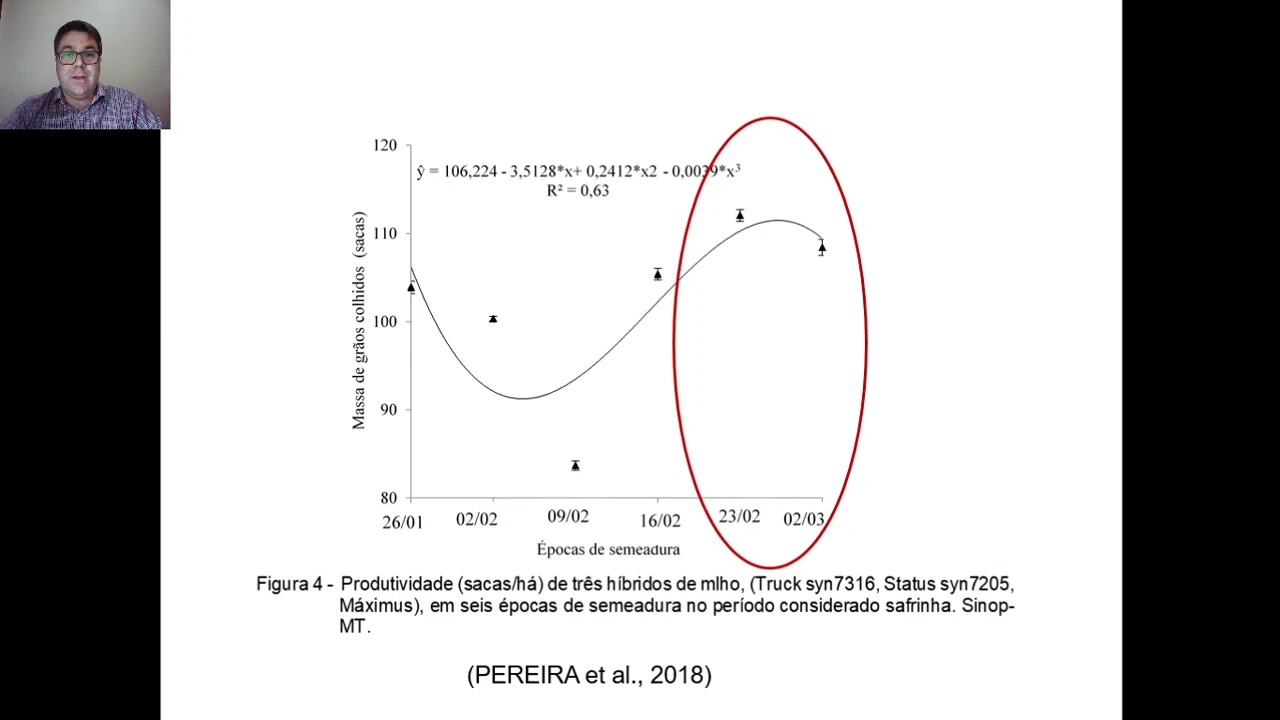 120
ŷ = 106,224 - 3,5128*x+ 0,2412*x2 - 0,0039*x³
R² = 0,63
110
100
90
80
Massa de grãos colhidos (sacas)
26/01 02/02 09/02 16/02 23/02 02/03
Épocas de semeadura
Figura 4 - Produtividade (sacas/há) de três híbridos de mlho, (Truck syn7316, Status syn7205,
Máximus), em seis épocas de semeadura no período considerado safrinha. Sinop-
MT.
(PEREIRA et al., 2018)